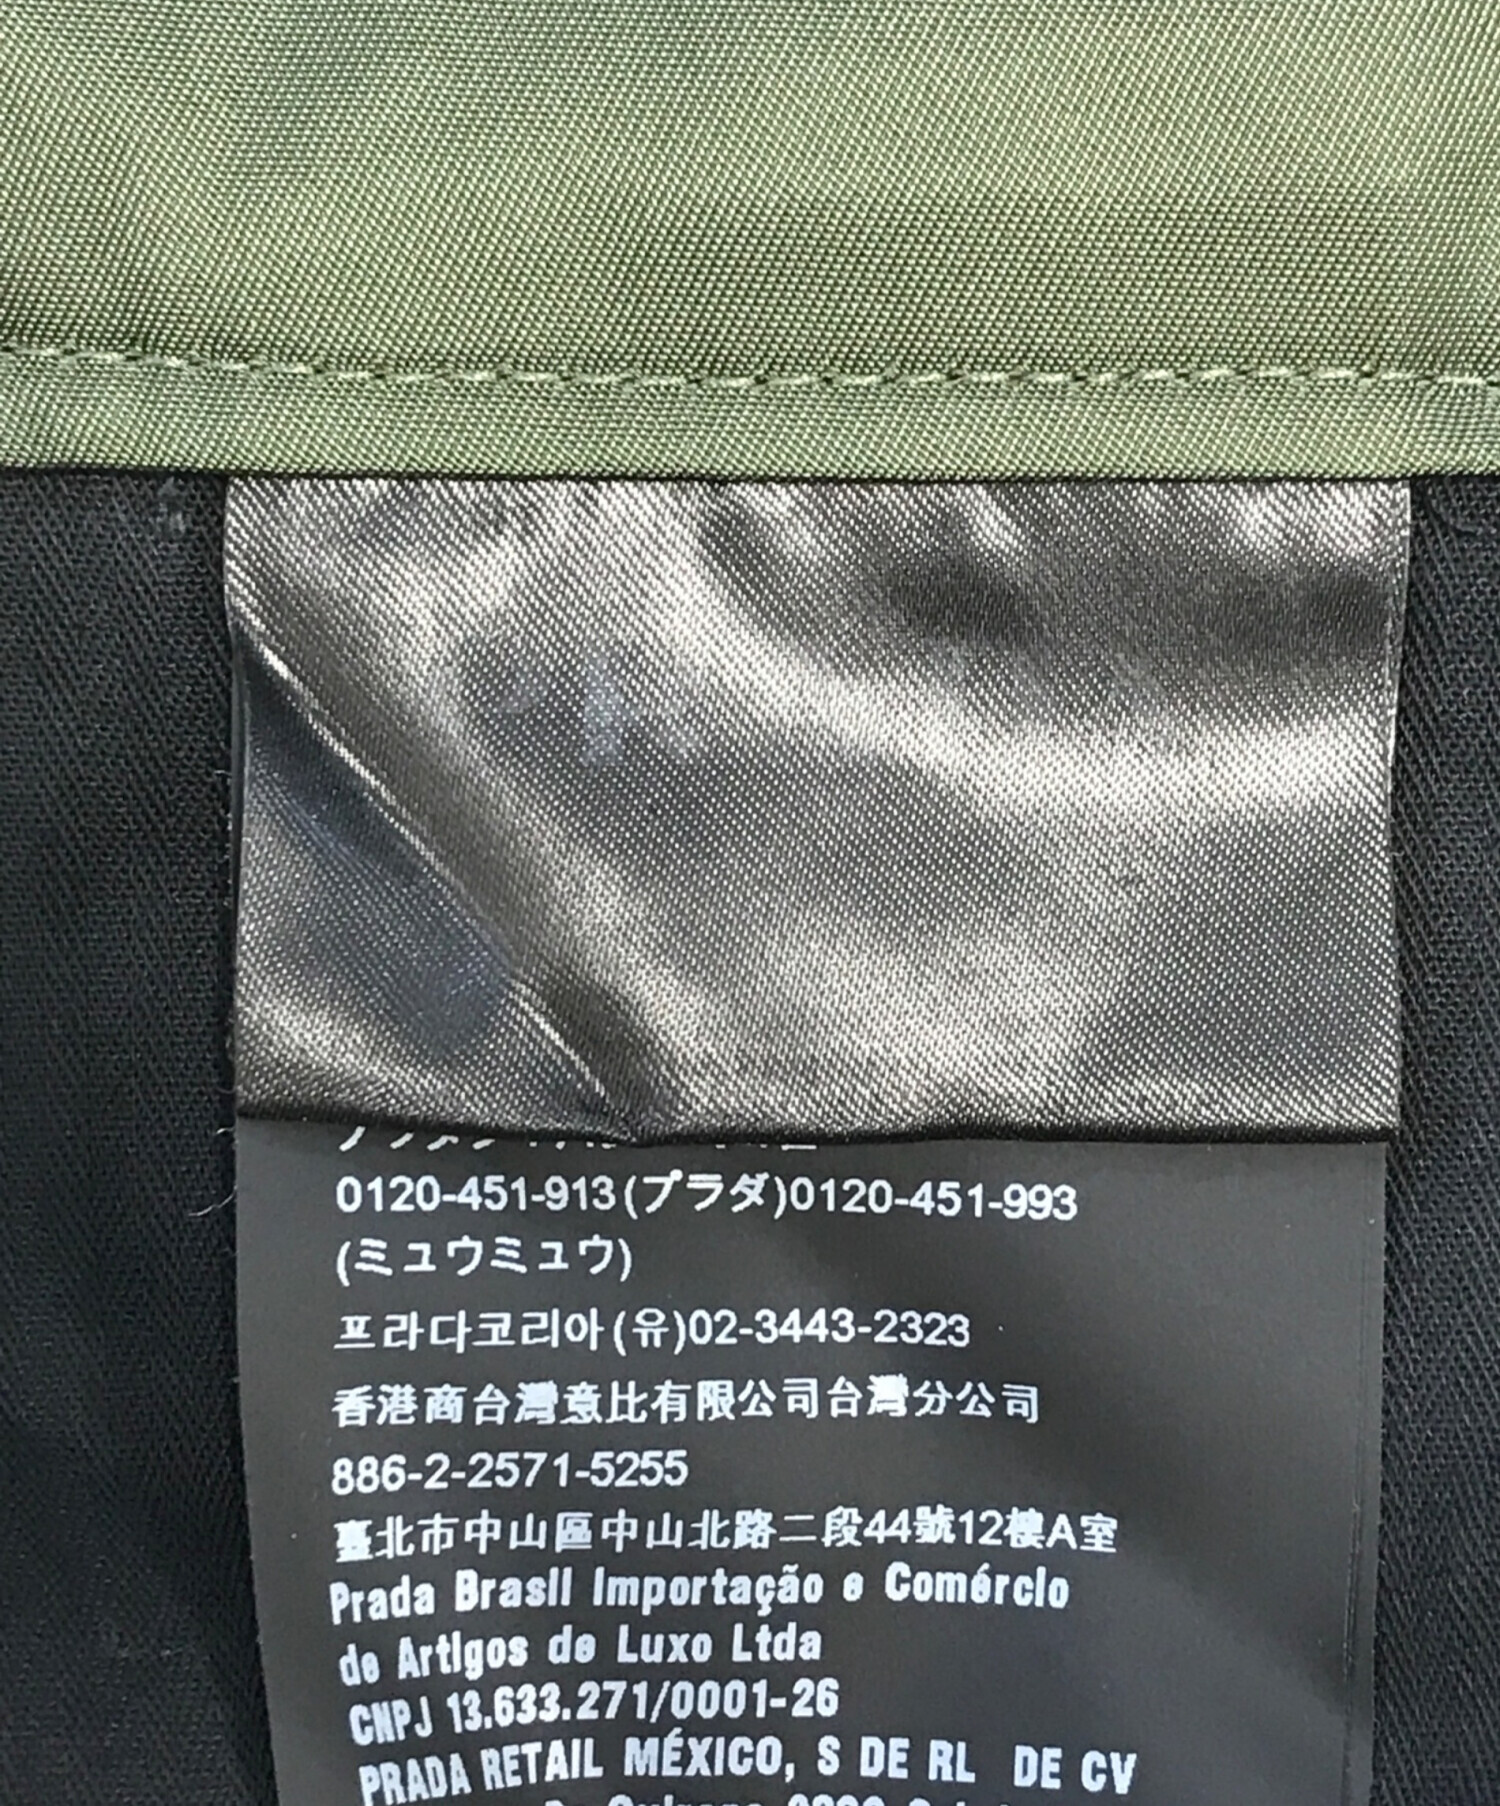 0120-451-913(プラダ)0120-451-993
(ミュウミュウ)
프라다코리아(유)02-3443-2323
香港商台灣意比有限公司台灣分公司
886-2-2571-5255
臺北市中山區中山北路二段44號12樓A室
Prada Brasil Importação e Comércio
de Artigos de Luxo Ltda
CNPJ 13.633.271/0001-26
PRADA RETAIL MÉXICO, S DE RL DE CV